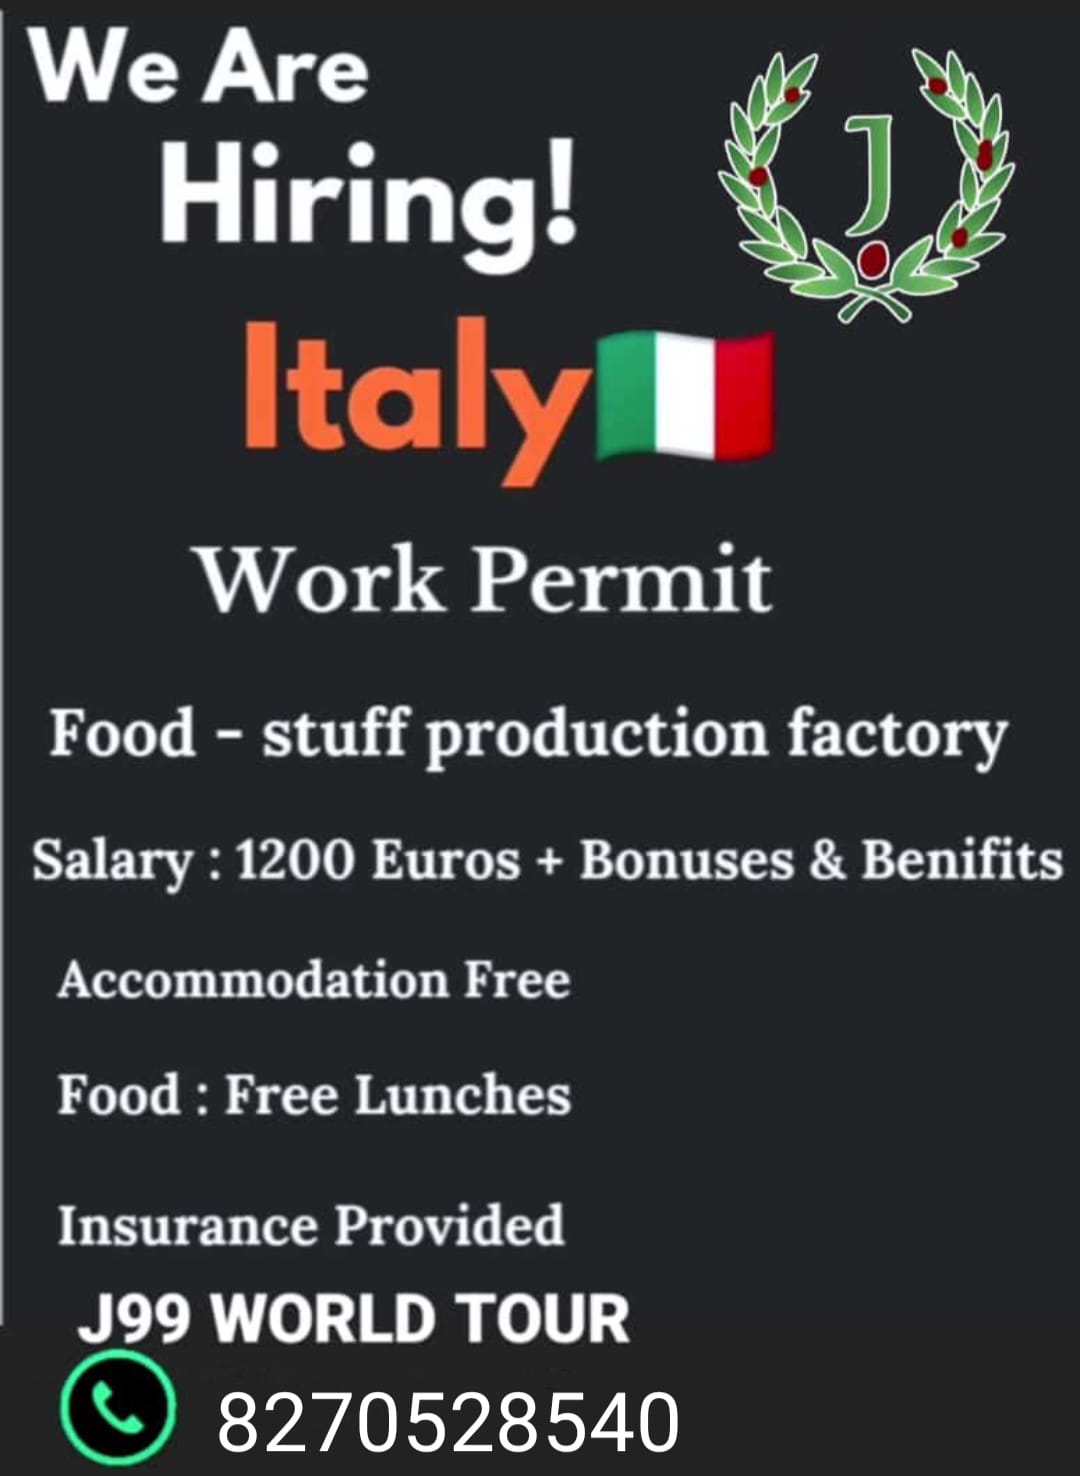 We Are
Hiring!
J
Italy
Work Permit
Food - stuff production factory
Salary : 1200 Euros + Bonuses & Benifits
Accommodation Free
Food : Free Lunches
Insurance Provided
J99 WORLD TOUR
8270528540